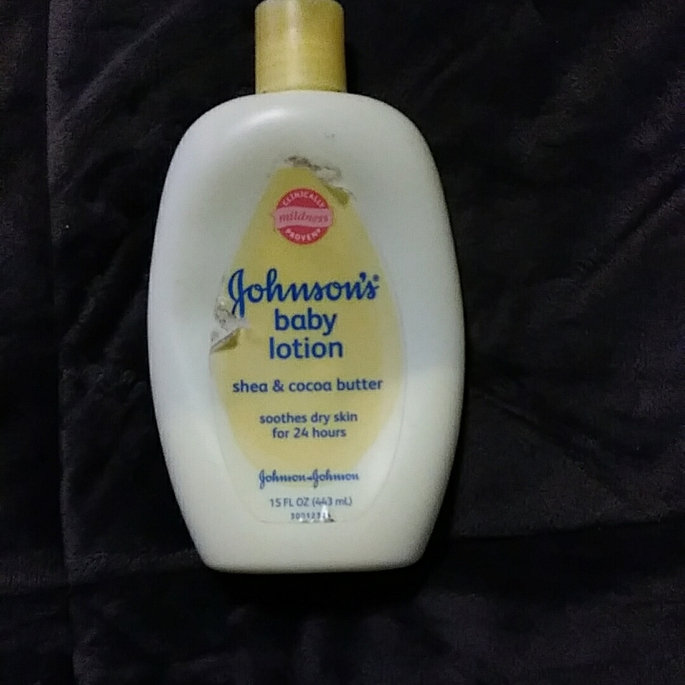 CLINICALLY
mildness
PROVEN®
Johnson's®
baby
lotion
shea & cocoa butter
soothes dry skin
for 24 hours
Johnson & Johnson
15 FL OZ (443 mL)